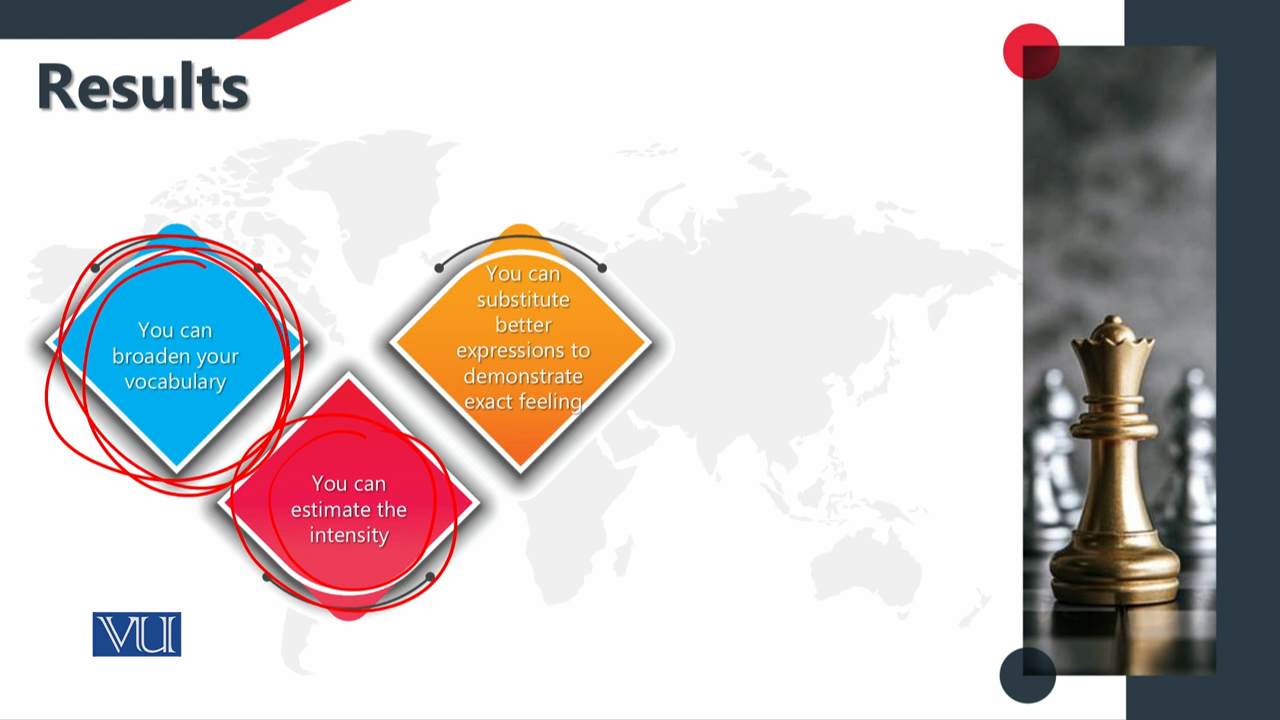 Results
You can
broaden your
vocabulary
You can
estimate the
intensity
You can
substitute
better
expressions to
demonstrate
exact feeling
VU